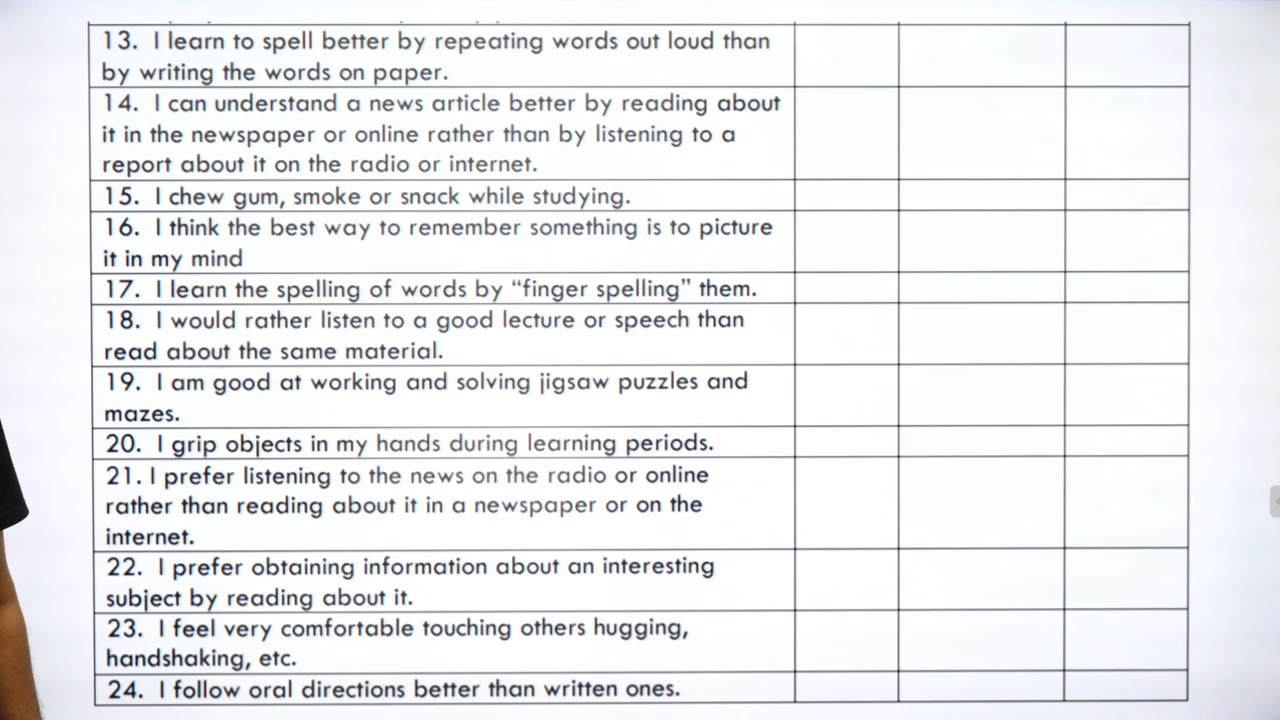 13. I learn to spell better by repeating words out loud than
by writing the words on paper.
14. I can understand a news article better by reading about
it in the newspaper or online rather than by listening to a
report about it on the radio or internet.
15. I chew gum, smoke or snack while studying.
16. I think the best way to remember something is to picture
it in my mind
17. I learn the spelling of words by “finger spelling” them.
18. I would rather listen to a good lecture or speech than
read about the same material.
19. I am good at working and solving jigsaw puzzles and
mazes.
20. I grip objects in my hands during learning periods.
21. I prefer listening to the news on the radio or online
rather than reading about it in a newspaper or on the
internet.
22. I prefer obtaining information about an interesting
subject by reading about it.
23. I feel very comfortable touching others hugging,
handshaking, etc.
24. I follow oral directions better than written ones.